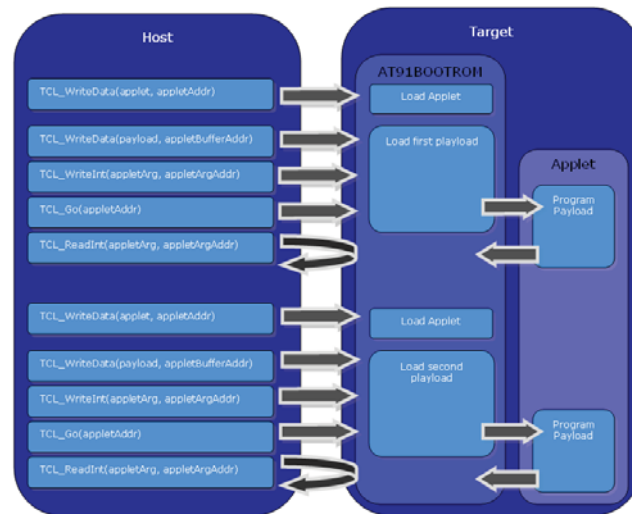 Host
Target
AT91BOOTROM
TCL_WriteData(applet, appletAddr)
Load Applet
TCL_WriteData(payload, appletBufferAddr)
Load first playload
Applet
TCL_WriteInt(appletArg, appletArgAddr)
TCL_Go(appletAddr)
Program
Payload
TCL_ReadInt(appletArg, appletArgAddr)
TCL_WriteData(applet, appletAddr)
Load Applet
TCL_WriteData(payload, appletBufferAddr)
Load second
playload
TCL_WriteInt(appletArg, appletArgAddr)
TCL_Go(appletAddr)
Program
Payload
TCL_ReadInt(appletArg, appletArgAddr)